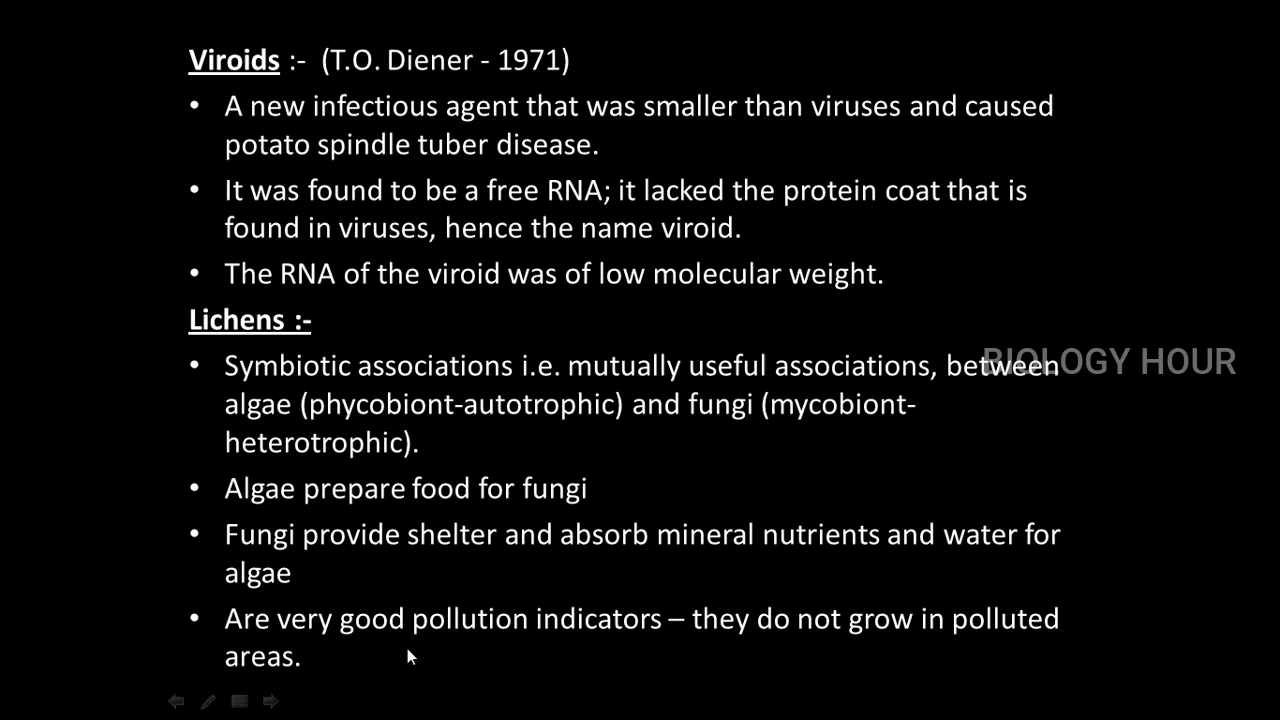 Viroids :- (T.O. Diener - 1971)
• A new infectious agent that was smaller than viruses and caused
potato spindle tuber disease.
• It was found to be a free RNA; it lacked the protein coat that is
found in viruses, hence the name viroid.
• The RNA of the viroid was of low molecular weight.
Lichens :-
• Symbiotic associations i.e. mutually useful associations, between
BIOLOGY HOUR
algae (phycobiont-autotrophic) and fungi (mycobiont-
heterotrophic).
• Algae prepare food for fungi
• Fungi provide shelter and absorb mineral nutrients and water for
algae
• Are very good pollution indicators – they do not grow in polluted
areas.